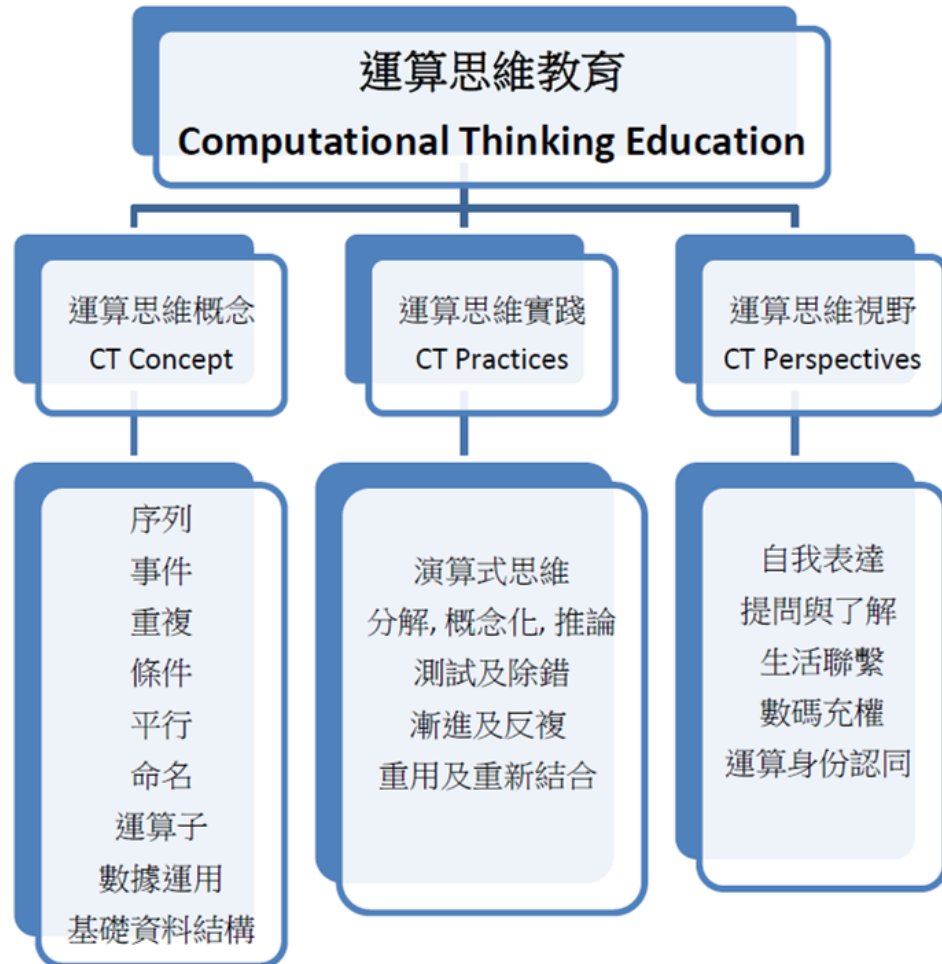 運算思維教育
Computational Thinking Education
運算思維概念
CT Concept
運算思維實踐
CT Practices
運算思維視野
CT Perspectives
序列
事件
重複
條件
平行
命名
運算子
數據運用
基礎資料結構
演算式思維
分解, 概念化, 推論
測試及除錯
漸進及反複
重用及重新結合
自我表達
提問與了解
生活聯繫
數碼充權
運算身份認同